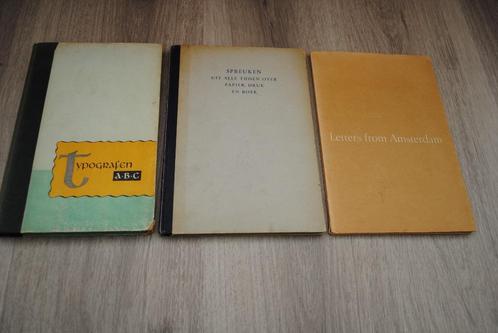 Typografen
A·B·C
SPREUKEN
UIT ALLE TIJDEN OVER
PAPIER, DRUK
EN BOEK
Letters from Amsterdam